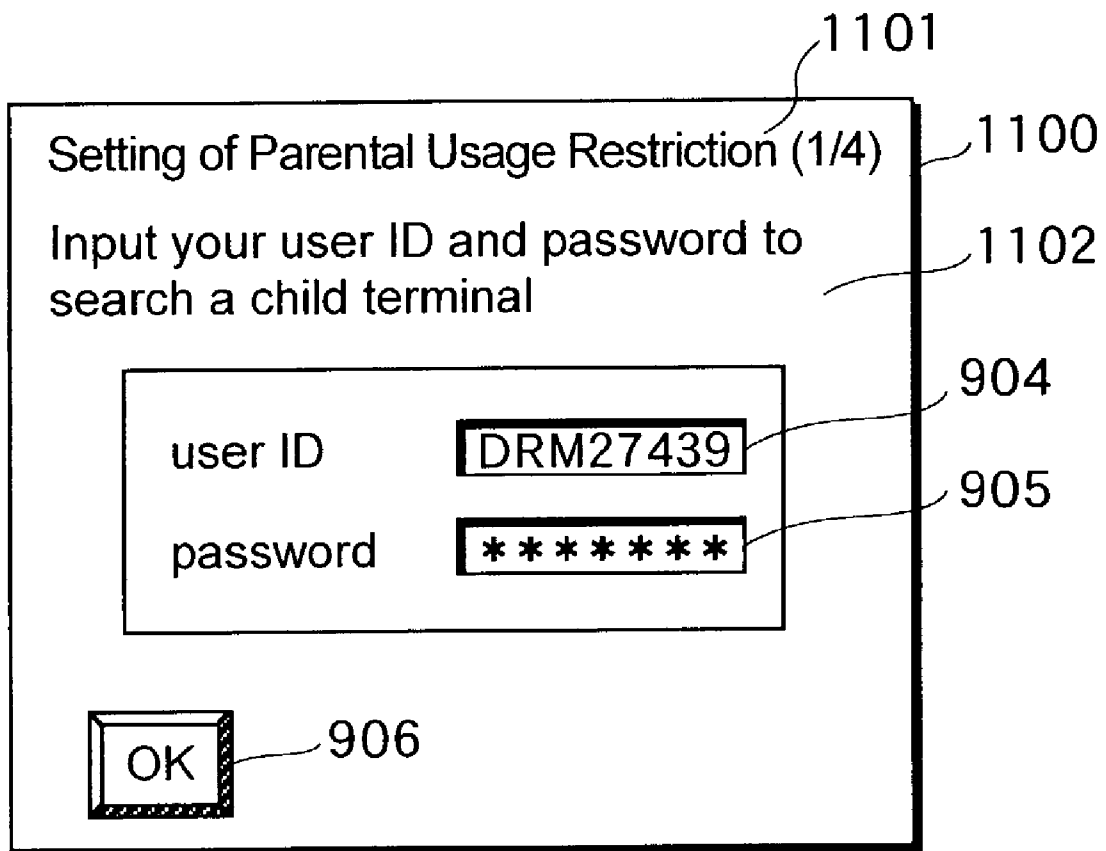 1101
Setting of Parental Usage Restriction (1/4)
1100
Input your user ID and password to
1102
search a child terminal
904
user ID DRM27439
905
password *******
906
OK